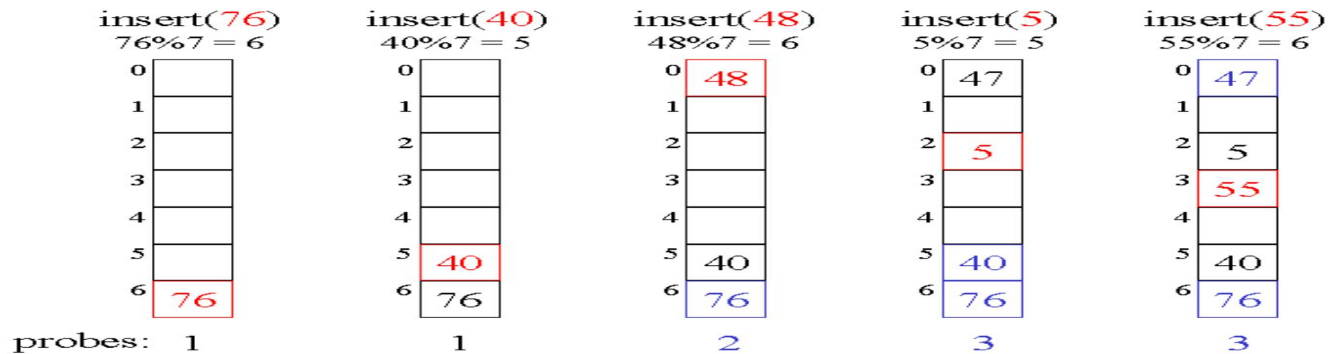 insert(76) insert(40) insert(48) insert(5) insert(55)
76%7 = 6 40%7 = 5 48%7 = 6 5%7 = 5 55%7 = 6
0 0 0 48 0 47 0 47
1 1 1 1 1
2 2 2 2 5 2 5
3 3 3 3 3 55
4 4 4 4 4
5 5 40 5 40 5 40 5 40
6 76 6 76 6 76 6 76 6 76
probes: 1 1 2 3 3